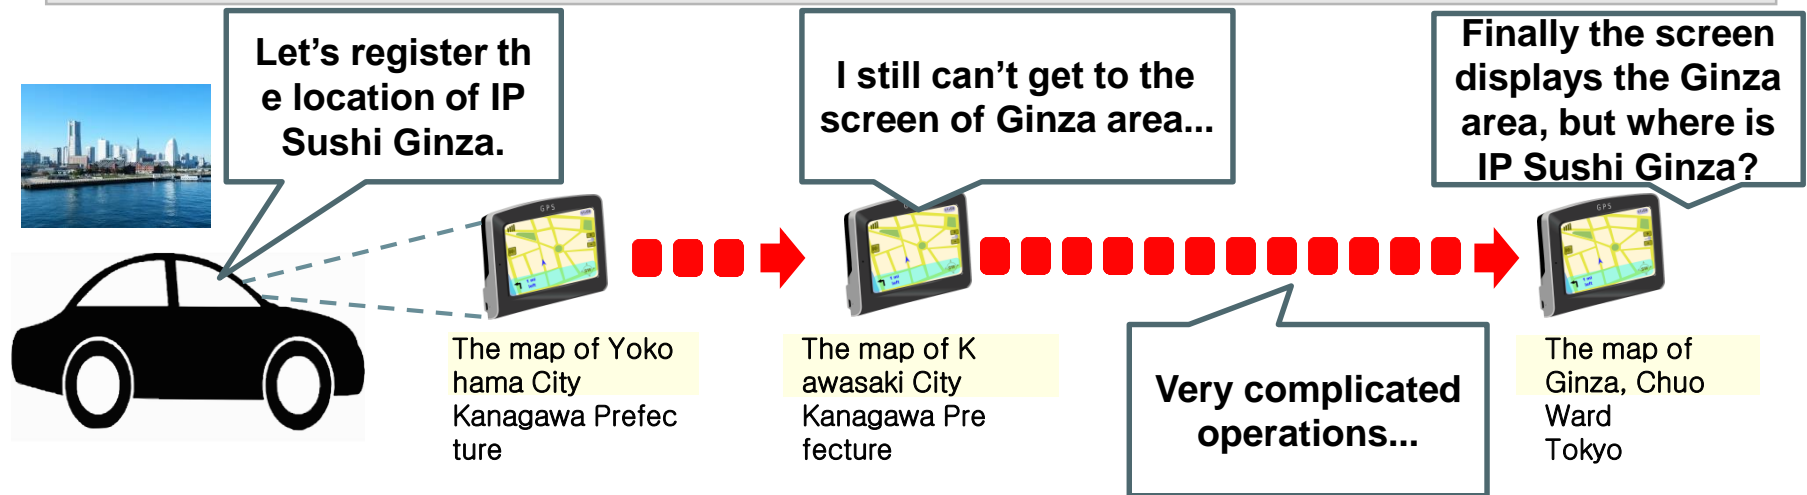 Let’s register th
e location of IP
Sushi Ginza.
I still can’t get to the
screen of Ginza area...
Finally the screen
displays the Ginza
area, but where is
IP Sushi Ginza?
GPS
GPS
The map of Yoko
hama City
Kanagawa Prefec
ture
The map of K
awasaki City
Kanagawa Pre
fecture
Very complicated
operations...
The map of
Ginza, Chuo
Ward
Tokyo